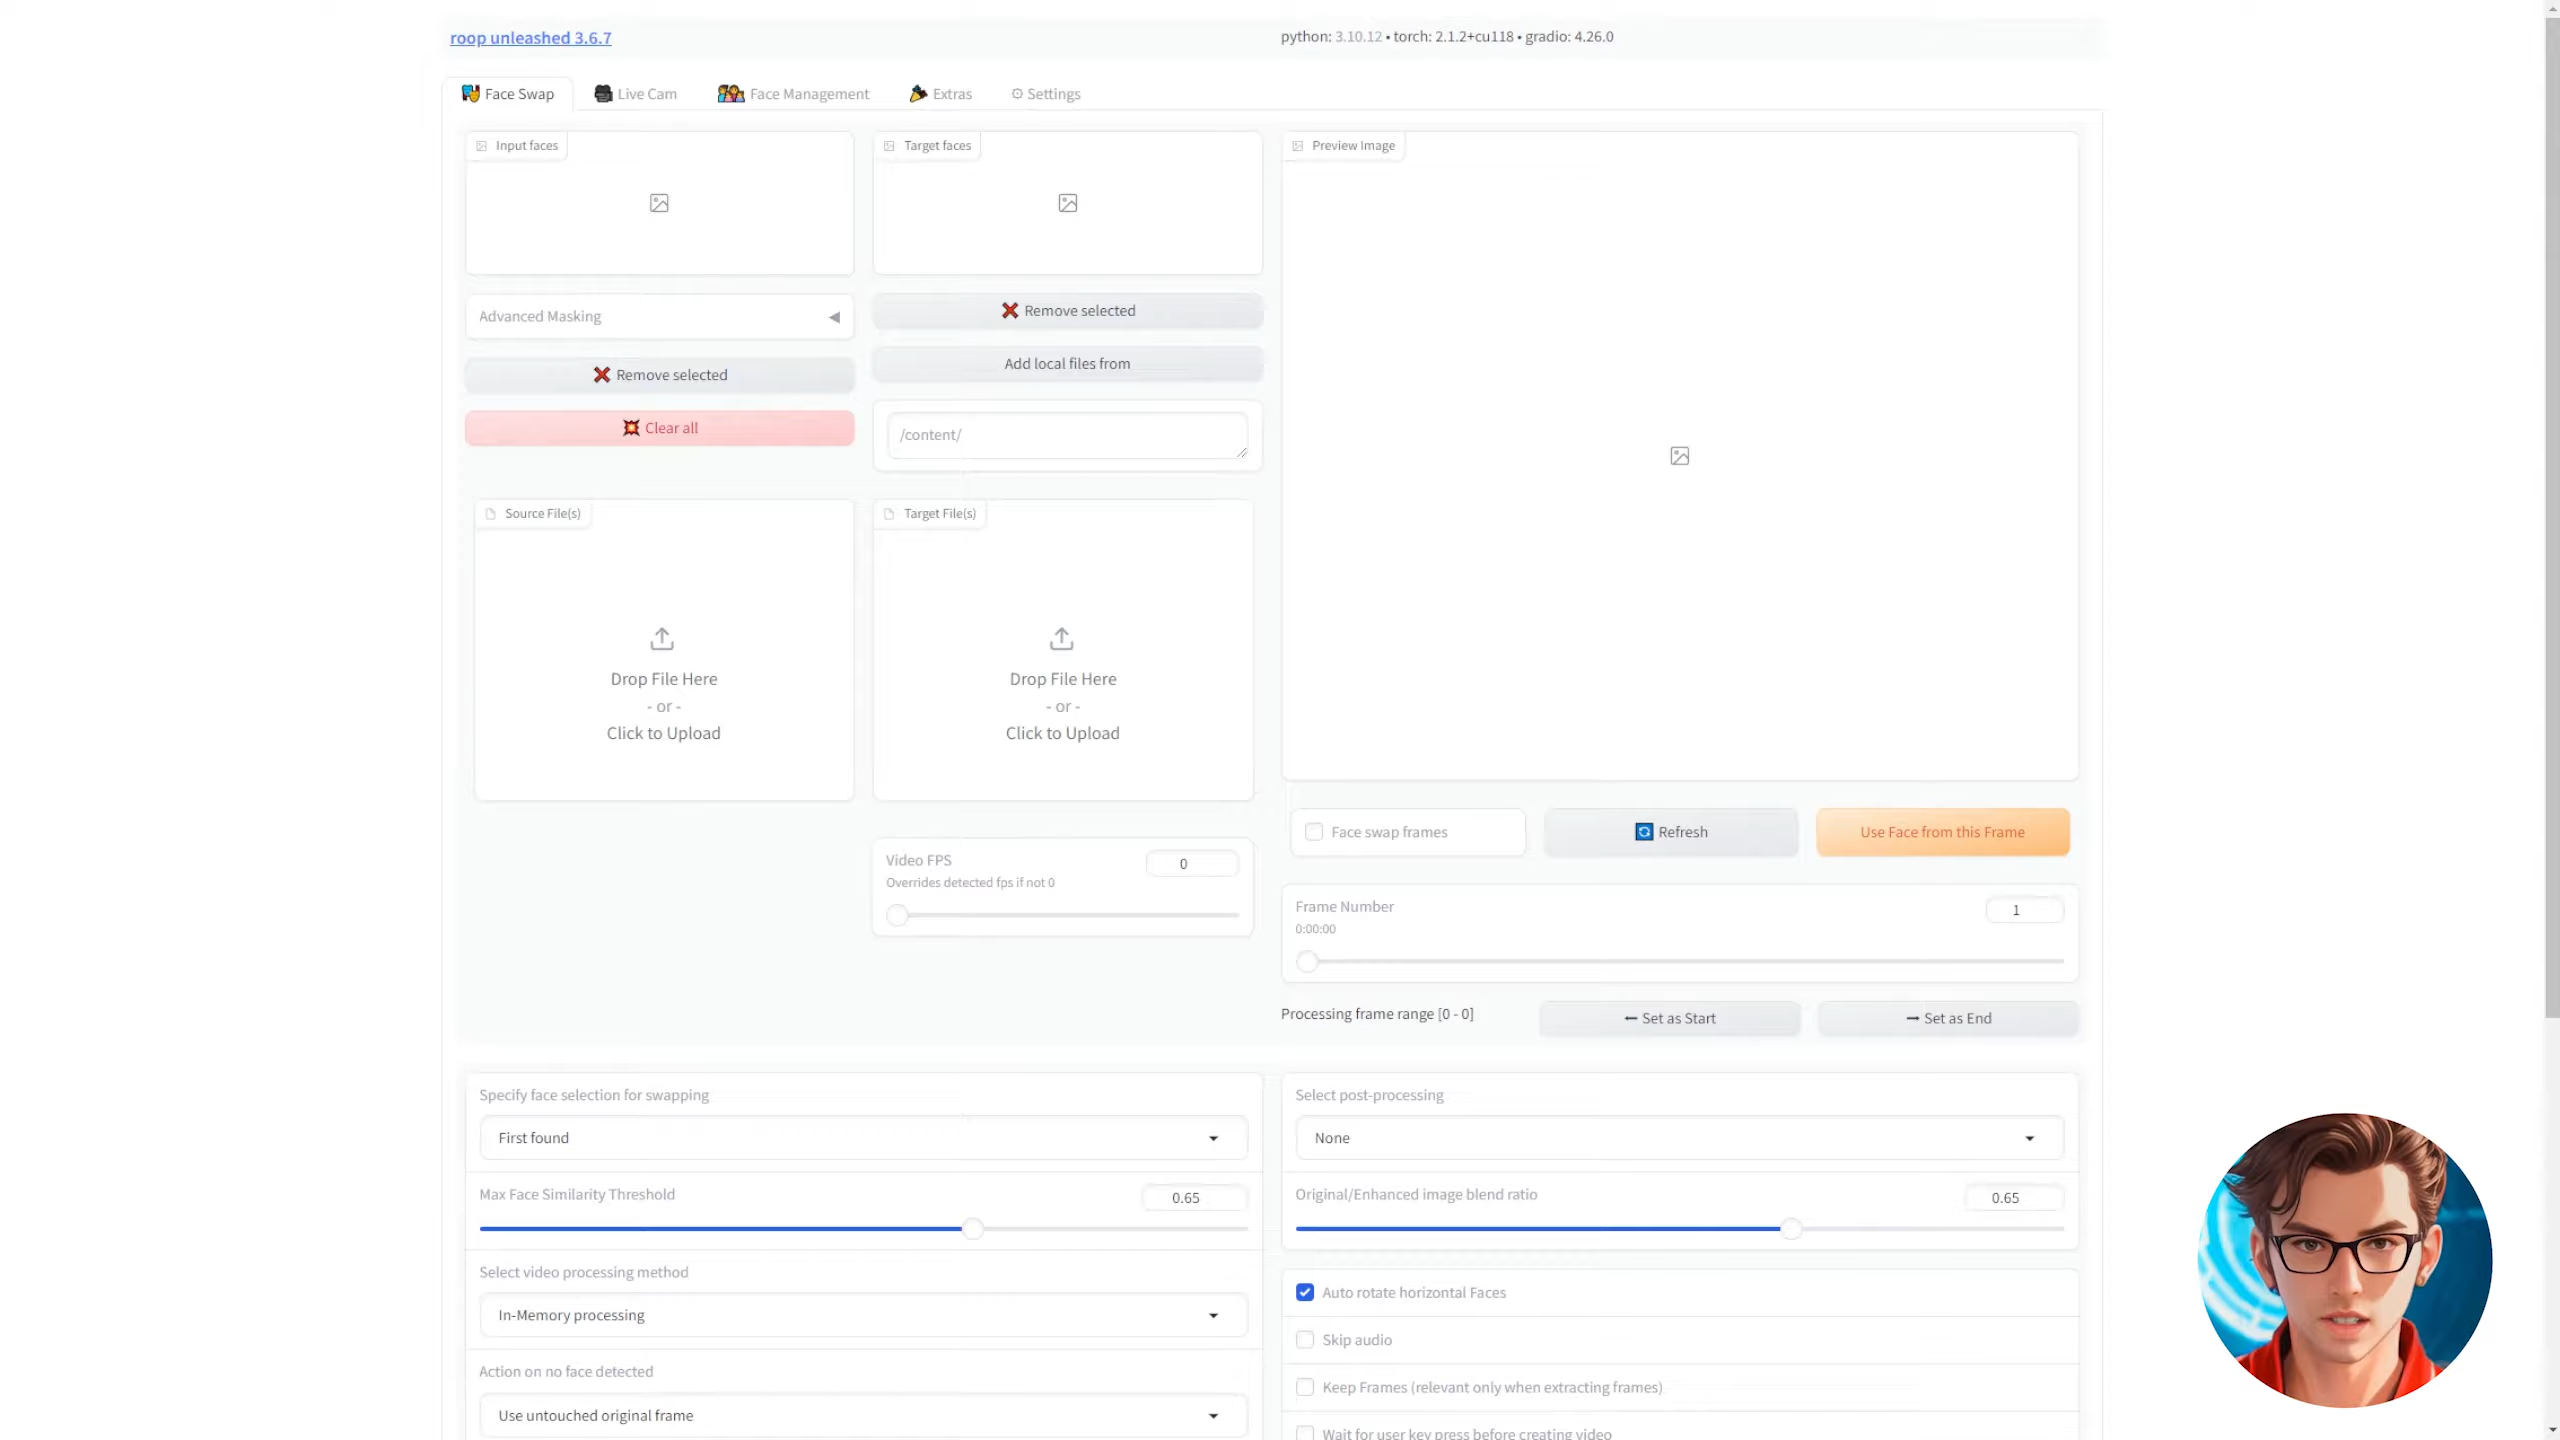 roop unleashed 3.6.7
python: 3.10.12 • torch: 2.1.2+cu118 • gradio: 4.26.0
Face Swap
Live Cam
Face Management
Extras
Settings
Input faces
Target faces
Preview Image
Advanced Masking
Remove selected
Clear all
Remove selected
Add local files from
/content/
Source File(s)
Drop File Here
- or -
Click to Upload
Target File(s)
Drop File Here
- or -
Click to Upload
Video FPS
0
Overrides detected fps if not 0
Face swap frames
Refresh
Use Face from this Frame
Frame Number
1
0:00:00
Processing frame range [0 - 0]
Set as Start
Set as End
Specify face selection for swapping
First found
Max Face Similarity Threshold
0.65
Select video processing method
In-Memory processing
Action on no face detected
Use untouched original frame
Select post-processing
None
Original/Enhanced image blend ratio
0.65
Auto rotate horizontal Faces
Skip audio
Keep Frames (relevant only when extracting frames)
Wait for user key press before creating video